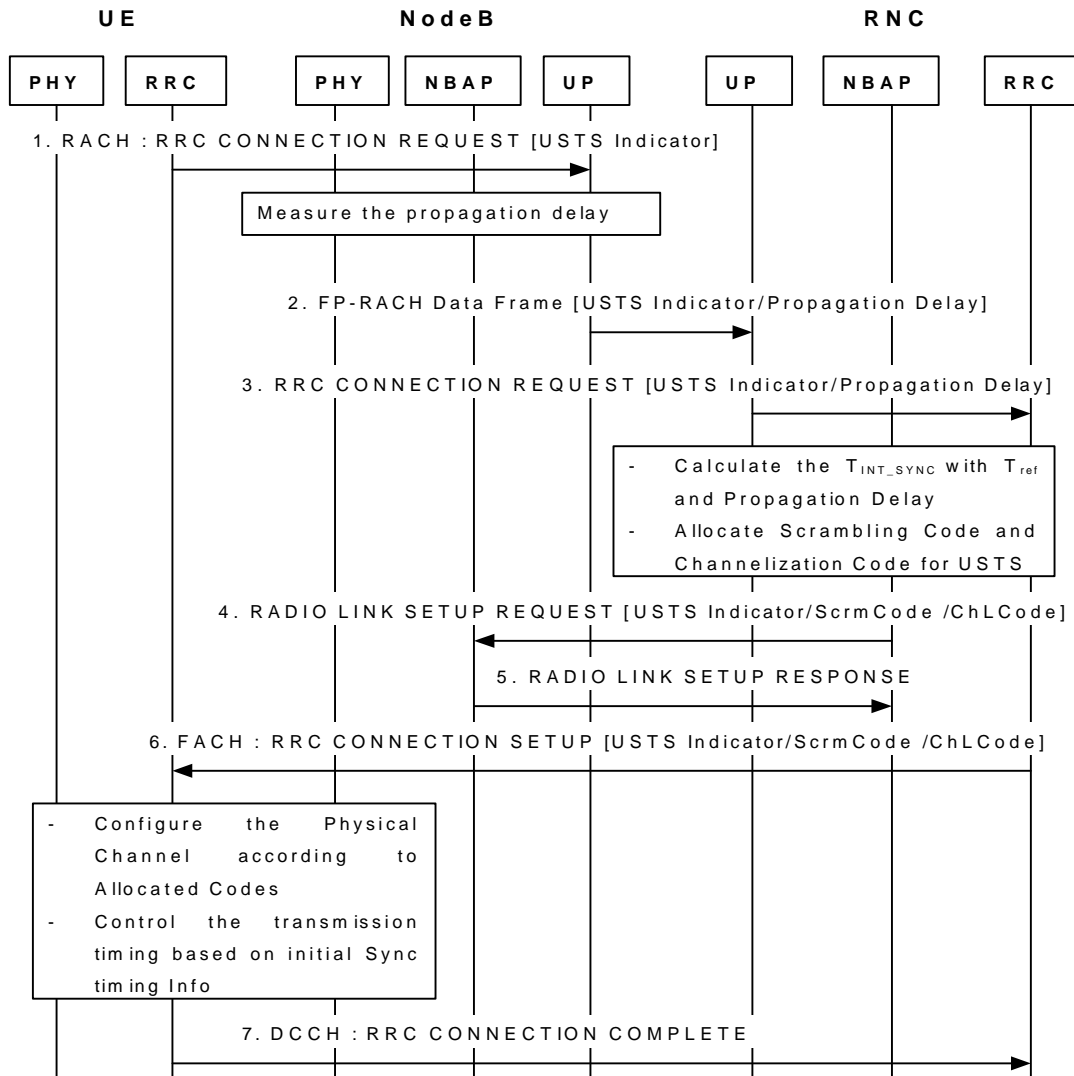 UE NodeB RNC
PHY RRC PHY NBAP UP UP NBAP RRC
1. RACH : RRC CONNECTION REQUEST [USTS Indicator]
Measure the propagation delay
2. FP-RACH Data Frame [USTS Indicator/Propagation Delay]
3. RRC CONNECTION REQUEST [USTS Indicator/Propagation Delay]
- Calculate the T_INT_SYNC with T_ref
and Propagation Delay
- Allocate Scrambling Code and
Channelization Code for USTS
4. RADIO LINK SETUP REQUEST [USTS Indicator/ScrmCode /ChLCode]
5. RADIO LINK SETUP RESPONSE
6. FACH : RRC CONNECTION SETUP [USTS Indicator/ScrmCode /ChLCode]
- Configure the Physical
Channel according to
Allocated Codes
- Control the transmission
timing based on initial Sync
timing Info
7. DCCH : RRC CONNECTION COMPLETE